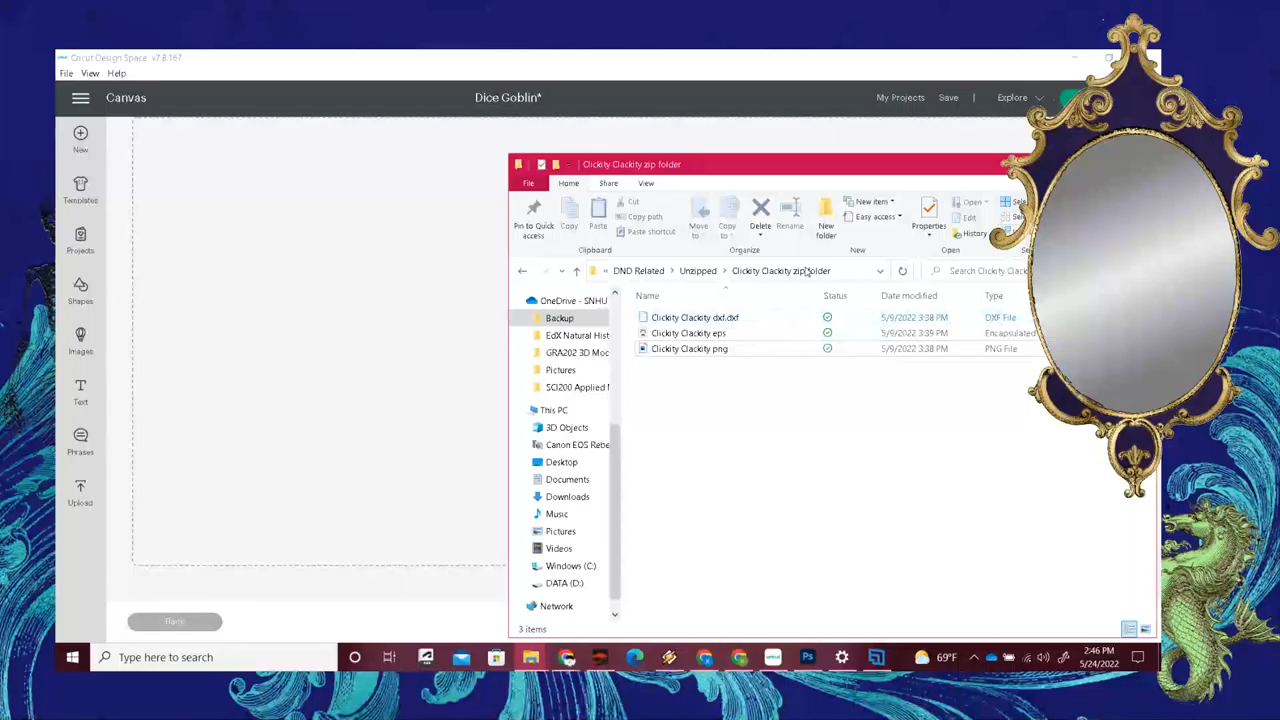 Cricut Design Space v7.8.167
File View Help
Canvas
Dice Goblin*
My Projects Save | Explore
New
Templates
Projects
Shapes
Images
Text
Phrases
Upload
Clickity Clackity zip folder
File Home Share View
Pin to Quick access
Copy
Paste
Cut
Copy path
Paste shortcut
Clipboard
Move to
Copy to
Delete
Rename
Organize
New folder
New item
Easy access
New
Properties
Open
Edit
History
Open
« DND Related > Unzipped > Clickity Clackity zip folder
Search Clickity Clack
Name Status Date modified Type
Clickity Clackity dxf.dxf 5/9/2022 3:38 PM DXF File
Clickity Clackity eps 5/9/2022 3:39 PM Encapsulated
Clickity Clackity png 5/9/2022 3:38 PM PNG File
OneDrive - SNHU
Backup
EdX Natural Hist
GRA202 3D Moc
Pictures
SCI200 Applied
This PC
3D Objects
Canon EOS Rebe
Desktop
Documents
Downloads
Music
Pictures
Videos
Windows (C:)
DATA (D:)
Network
3 items
Type here to search
69°F
2:46 PM
5/24/2022